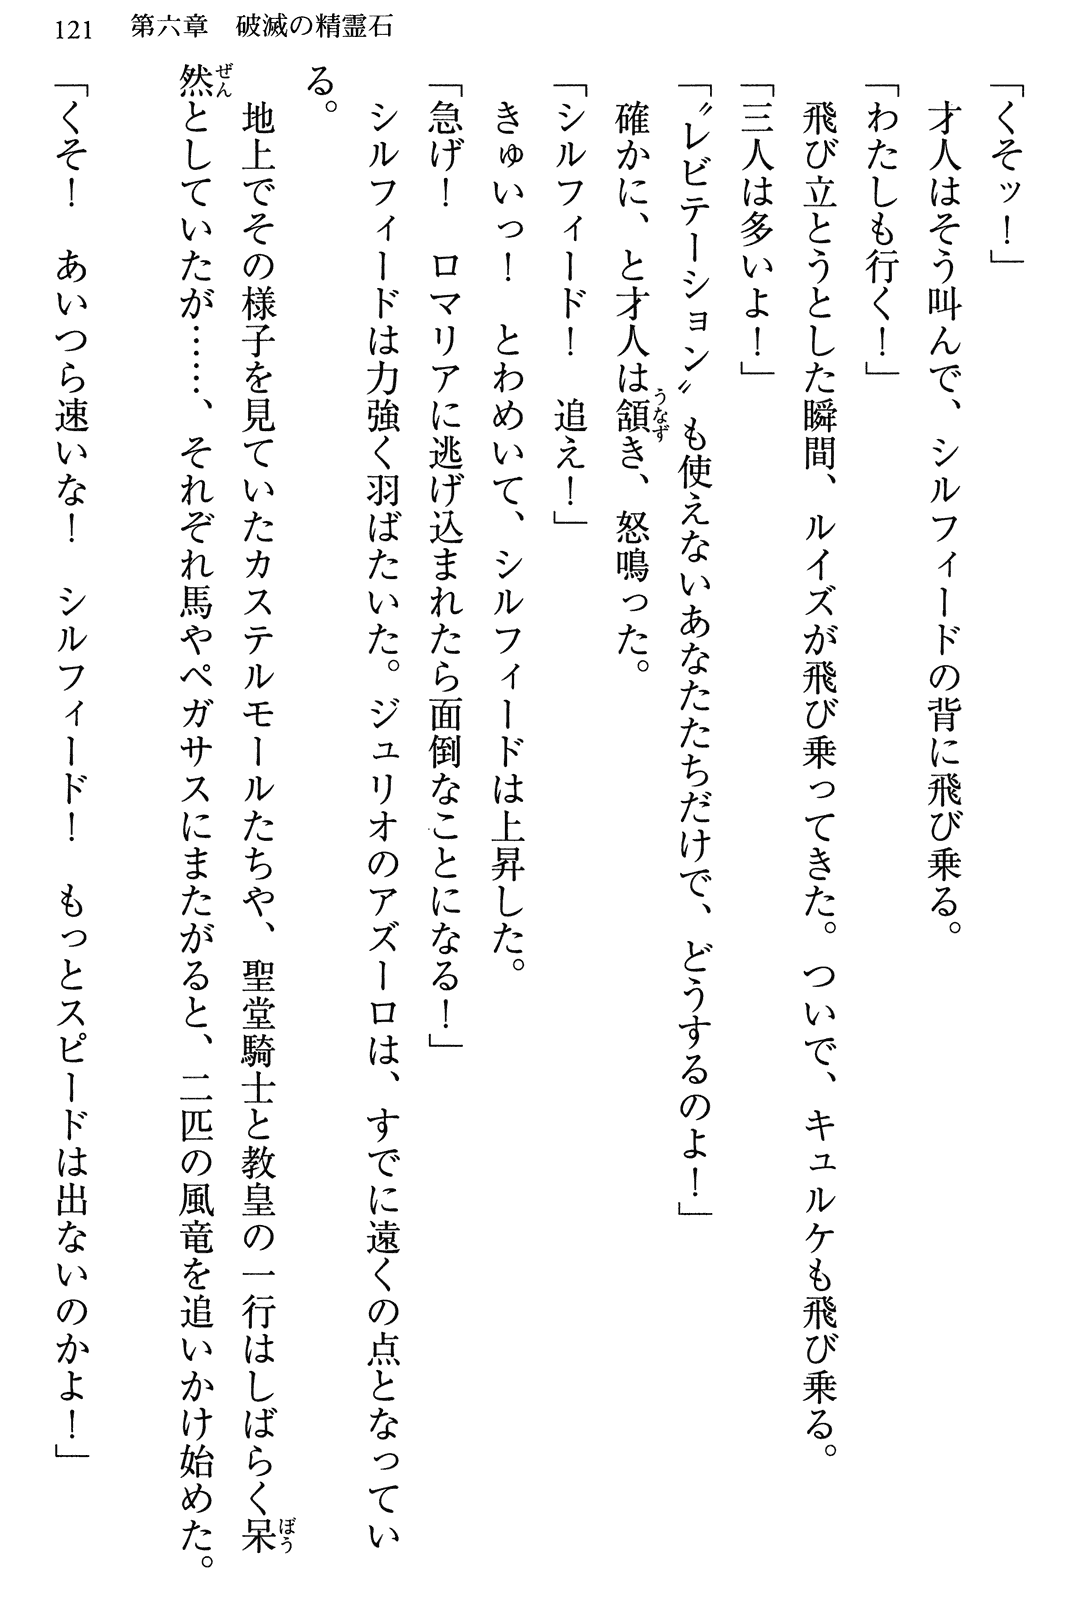 121　第六章　破滅の精霊石
「くそッ！」
　才人はそう叫んで、シルフィードの背に飛び乗る。
「わたしも行く！」
　飛び立とうとした瞬間、ルイズが飛び乗ってきた。ついで、キュルケも飛び乗る。
「三人は多いよ！」
「〝レビテーション〟も使えないあなたたちだけで、どうするのよ！」
　確かに、と才人は頷き、怒鳴った。
「シルフィード！　追え！」
　きゅいっ！　とわめいて、シルフィードは上昇した。
「急げ！　ロマリアに逃げ込まれたら面倒なことになる！」
　シルフィードは力強く羽ばたいた。ジュリオのアズーロは、すでに遠くの点となってい
る。
　地上でその様子を見ていたカステルモールたちや、聖堂騎士と教皇の一行はしばらく呆
然としていたが……、それぞれ馬やペガサスにまたがると、二匹の風竜を追いかけ始めた。
「くそ！　あいつら速いな！　シルフィード！　もっとスピードは出ないのかよ！」
うなず
ぼう
ぜん